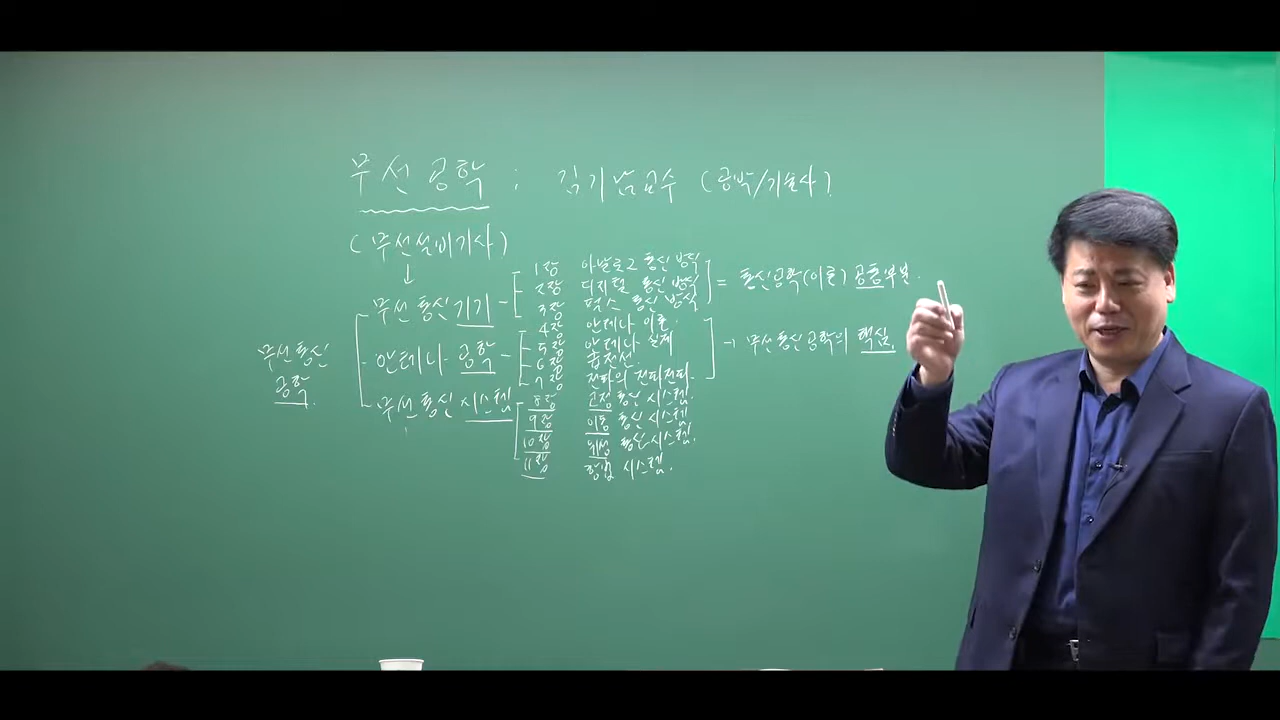 무선공학 : 김기남교수 (공박/기술사)
(무선설비기사)
↓
무선통신
공학.
무선통신기기
안테나 공학
무선통신 시스템
1장 아날로그 통신 방식
2장 디지털 통신 방식
3장 펄스 통신 방식
4장 안테나 이론.
5장 안테나 실제
6장 급전선
7장 전파의 전파
8장 고정 통신 시스템.
9장 이동 통신 시스템
10장 위성 통신 시스템.
11장 항법 시스템.
= 통신공학(이론) 공통부분.
→ 무선통신공학의 핵심.